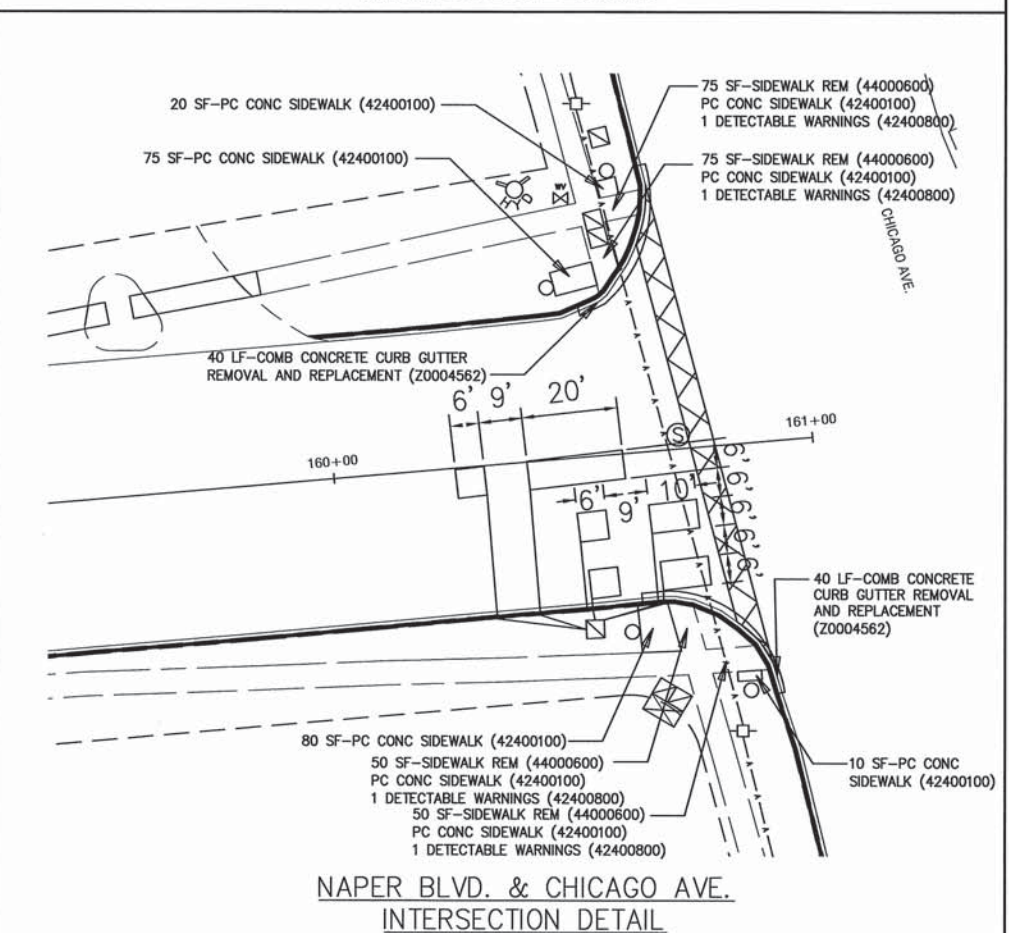 20 SF-PC CONC SIDEWALK (42400100)
75 SF-SIDEWALK REM (44000600)
PC CONC SIDEWALK (42400100)
1 DETECTABLE WARNINGS (42400800)
75 SF-PC CONC SIDEWALK (42400100)
75 SF-SIDEWALK REM (44000600)
PC CONC SIDEWALK (42400100)
1 DETECTABLE WARNINGS (42400800)
WV
CHICAGO AVE.
40 LF-COMB CONCRETE CURB GUTTER
REMOVAL AND REPLACEMENT (Z0004562)
6' 9' 20'
S
161+00
160+00
6' 9' 10'
6'
6'
6'
6'
40 LF-COMB CONCRETE
CURB GUTTER REMOVAL
AND REPLACEMENT
(Z0004562)
80 SF-PC CONC SIDEWALK (42400100)
50 SF-SIDEWALK REM (44000600)
PC CONC SIDEWALK (42400100)
1 DETECTABLE WARNINGS (42400800)
10 SF-PC CONC
SIDEWALK (42400100)
50 SF-SIDEWALK REM (44000600)
PC CONC SIDEWALK (42400100)
1 DETECTABLE WARNINGS (42400800)
NAPER BLVD. & CHICAGO AVE.
INTERSECTION DETAIL